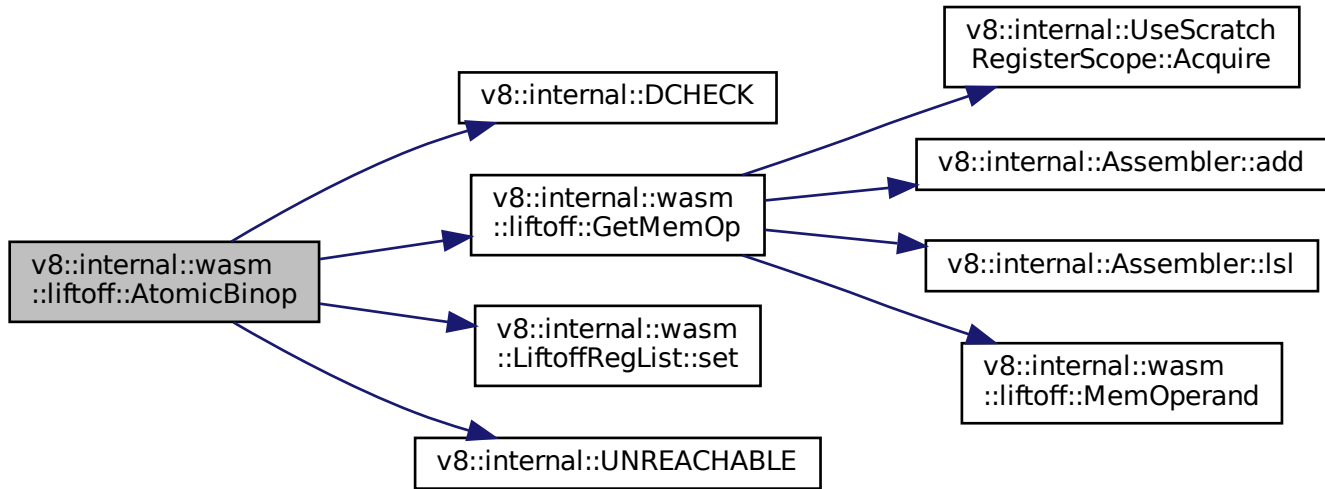 v8::internal::wasm
::liftoff::AtomicBinop
v8::internal::DCHECK
v8::internal::wasm
::liftoff::GetMemOp
v8::internal::wasm
::LiftoffRegList::set
v8::internal::UNREACHABLE
v8::internal::UseScratch
RegisterScope::Acquire
v8::internal::Assembler::add
v8::internal::Assembler::lsl
v8::internal::wasm
::liftoff::MemOperand